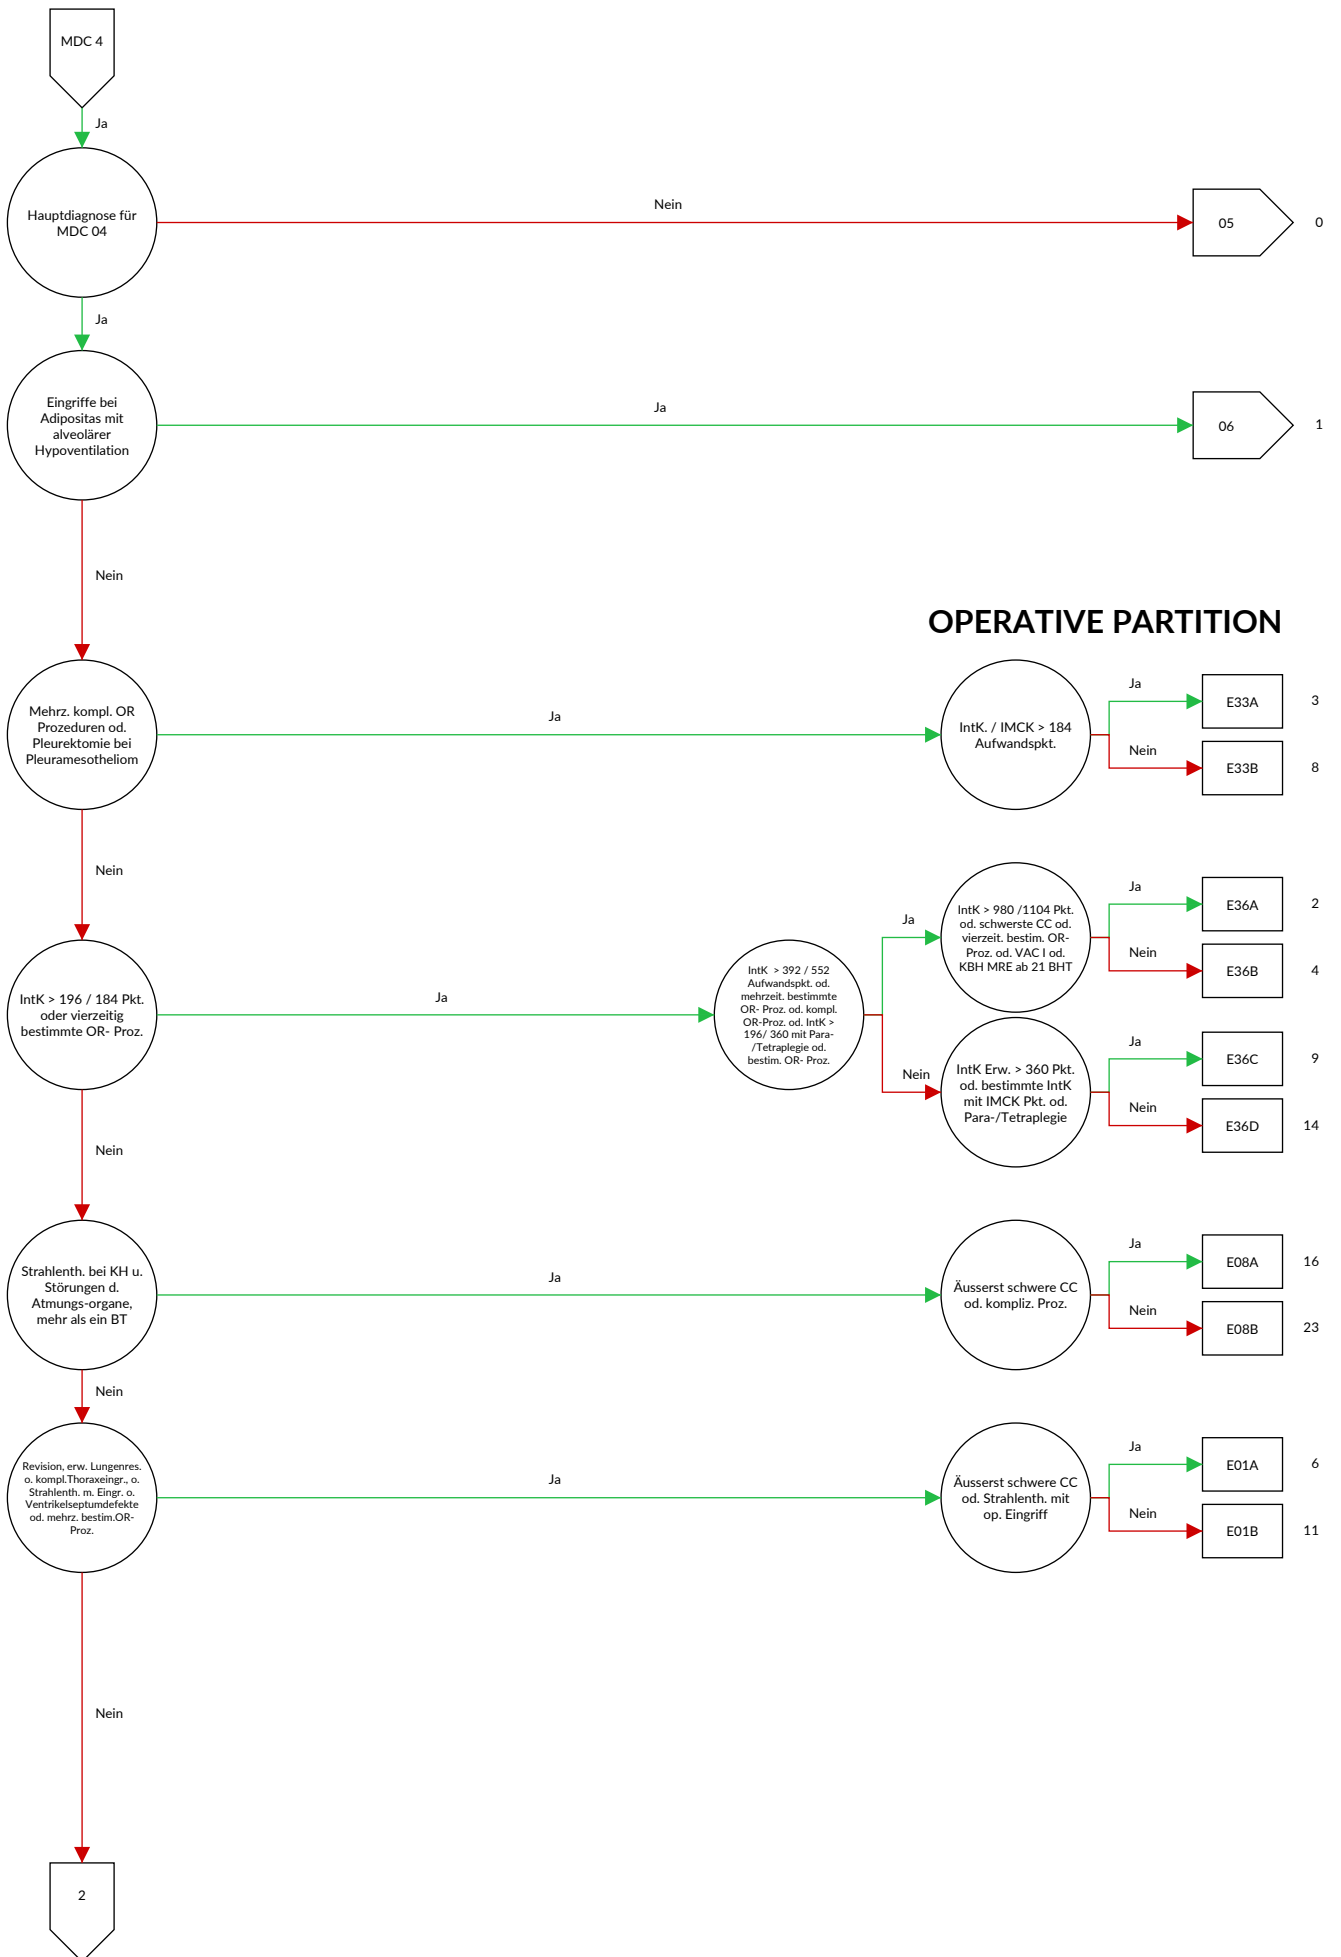 MDC 4
Ja
Hauptdiagnose für
MDC 04
Nein
05
0
Ja
Eingriffe bei
Adipositas mit
alveolärer
Hypoventilation
Ja
06
1
Nein
OPERATIVE PARTITION
Mehrz. kompl. OR
Prozeduren od.
Pleurektomie bei
Pleuramesotheliom
Ja
IntK. / IMCK > 184
Aufwandspkt.
Ja
E33A
3
Nein
E33B
8
Nein
IntK > 196 / 184 Pkt.
oder vierzeitig
bestimmte OR- Proz.
Ja
IntK > 392 / 552
Aufwandspkt. od.
mehrzeit. bestimmte
OR- Proz. od. kompl.
OR-Proz. od. IntK >
196/ 360 mit Para-
/Tetraplegie od.
bestim. OR- Proz.
Ja
IntK > 980 /1104 Pkt.
od. schwerste CC od.
vierzeit. bestim. OR-
Proz. od. VAC I od.
KBH MRE ab 21 BHT
Ja
E36A
2
Nein
E36B
4
Nein
IntK Erw. > 360 Pkt.
od. bestimmte IntK
mit IMCK Pkt. od.
Para-/Tetraplegie
Ja
E36C
9
Nein
E36D
14
Nein
Strahlenth. bei KH u.
Störungen d.
Atmungs-organe,
mehr als ein BT
Ja
Äusserst schwere CC
od. kompliz. Proz.
Ja
E08A
16
Nein
E08B
23
Nein
Revision, erw. Lungenres.
o. kompl.Thoraxeingr., o.
Strahlenth. m. Eingr. o.
Ventrikelseptumdefekte
od. mehrz. bestim.OR-
Proz.
Ja
Äusserst schwere CC
od. Strahlenth. mit
op. Eingriff
Ja
E01A
6
Nein
E01B
11
Nein
2